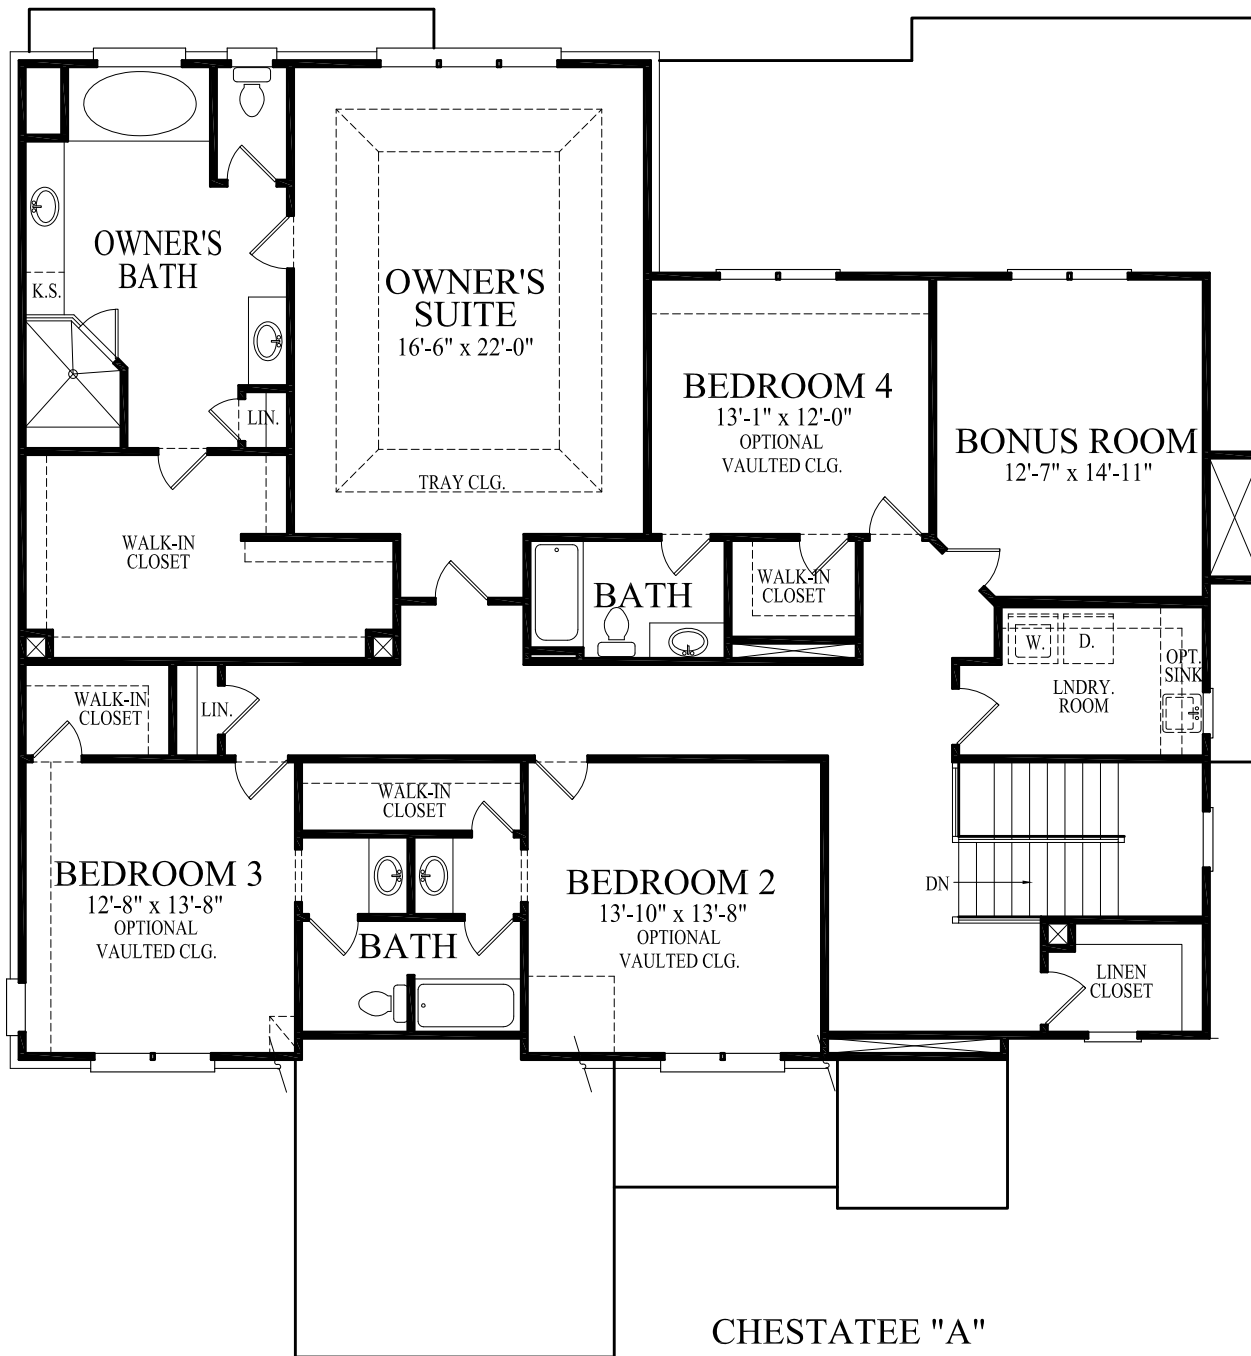 OWNER'S
BATH
K.S.
LIN.
OWNER'S
SUITE
16'-6" x 22'-0"
TRAY CLG.
BEDROOM 4
13'-1" x 12'-0"
OPTIONAL
VAULTED CLG.
BONUS ROOM
12'-7" x 14'-11"
WALK-IN
CLOSET
BATH
WALK-IN
CLOSET
W.
D.
OPT.
SINK
LNDRY.
ROOM
WALK-IN
CLOSET
LIN.
WALK-IN
CLOSET
BEDROOM 3
12'-8" x 13'-8"
OPTIONAL
VAULTED CLG.
BATH
BEDROOM 2
13'-10" x 13'-8"
OPTIONAL
VAULTED CLG.
DN
LINEN
CLOSET
CHESTATEE "A"